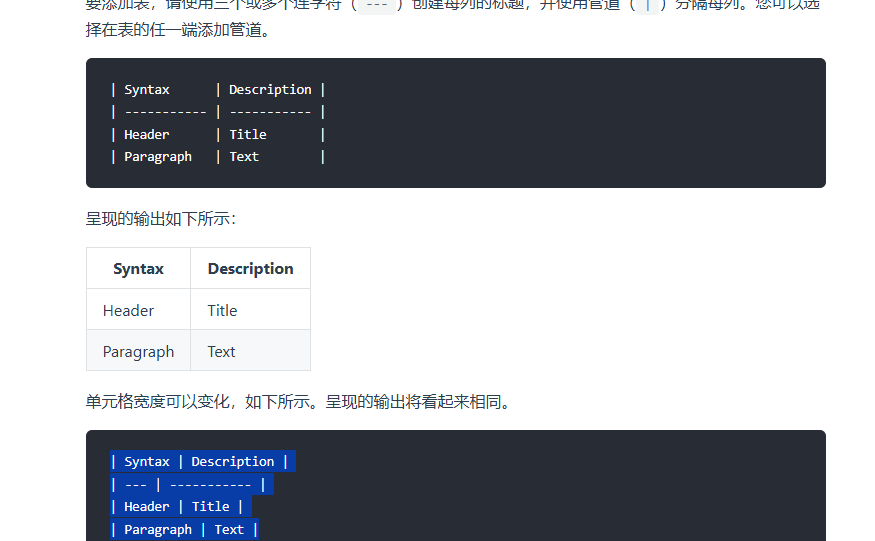 要添加表，请使用三个或多个连字符（ --- ）创建每列的标题，并使用管道（ | ）分隔每列。您可以选
择在表的任一端添加管道。
| Syntax      | Description |
| ----------- | ----------- |
| Header      | Title       |
| Paragraph   | Text        |
呈现的输出如下所示：
Syntax Description
Header Title
Paragraph Text
单元格宽度可以变化，如下所示。呈现的输出将看起来相同。
| Syntax | Description |
| --- | ----------- |
| Header | Title |
| Paragraph | Text |